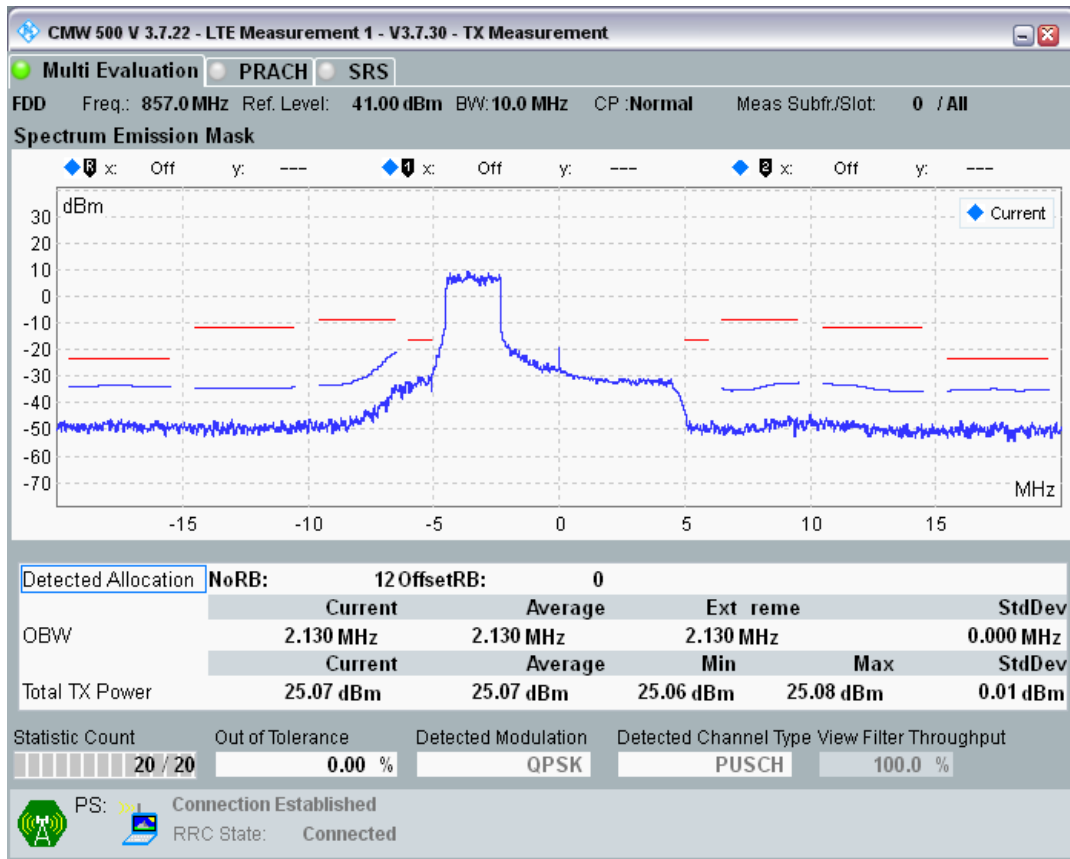 CMW 500 V 3.7.22 - LTE Measurement 1 - V3.7.30 - TX Measurement
Multi Evaluation PRACH SRS
FDD Freq.: 857.0 MHz Ref. Level: 41.00 dBm BW: 10.0 MHz CP :Normal Meas Subfr./Slot: 0 / All
Spectrum Emission Mask
R x: Off y: --- 1 x: Off y: --- 2 x: Off y: ---
dBm
Current
30
20
10
0
-10
-20
-30
-40
-50
-60
-70
MHz
-15 -10 -5 0 5 10 15
Detected Allocation NoRB: 12 OffsetRB: 0
Current Average Ext reme StdDev
OBW 2.130 MHz 2.130 MHz 2.130 MHz 0.000 MHz
Current Average Min Max StdDev
Total TX Power 25.07 dBm 25.07 dBm 25.06 dBm 25.08 dBm 0.01 dBm
Statistic Count Out of Tolerance Detected Modulation Detected Channel Type View Filter Throughput
20 / 20 0.00 % QPSK PUSCH 100.0 %
PS: Connection Established
RRC State: Connected